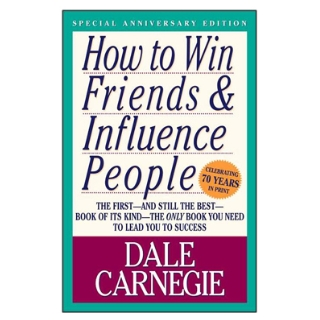 SPECIAL ANNIVERSARY EDITION
How to Win
Friends &
Influence
People
CELEBRATING
70 YEARS
IN PRINT
THE FIRST—AND STILL THE BEST—
BOOK OF ITS KIND—THE ONLY BOOK YOU NEED
TO LEAD YOU TO SUCCESS
DALE
CARNEGIE